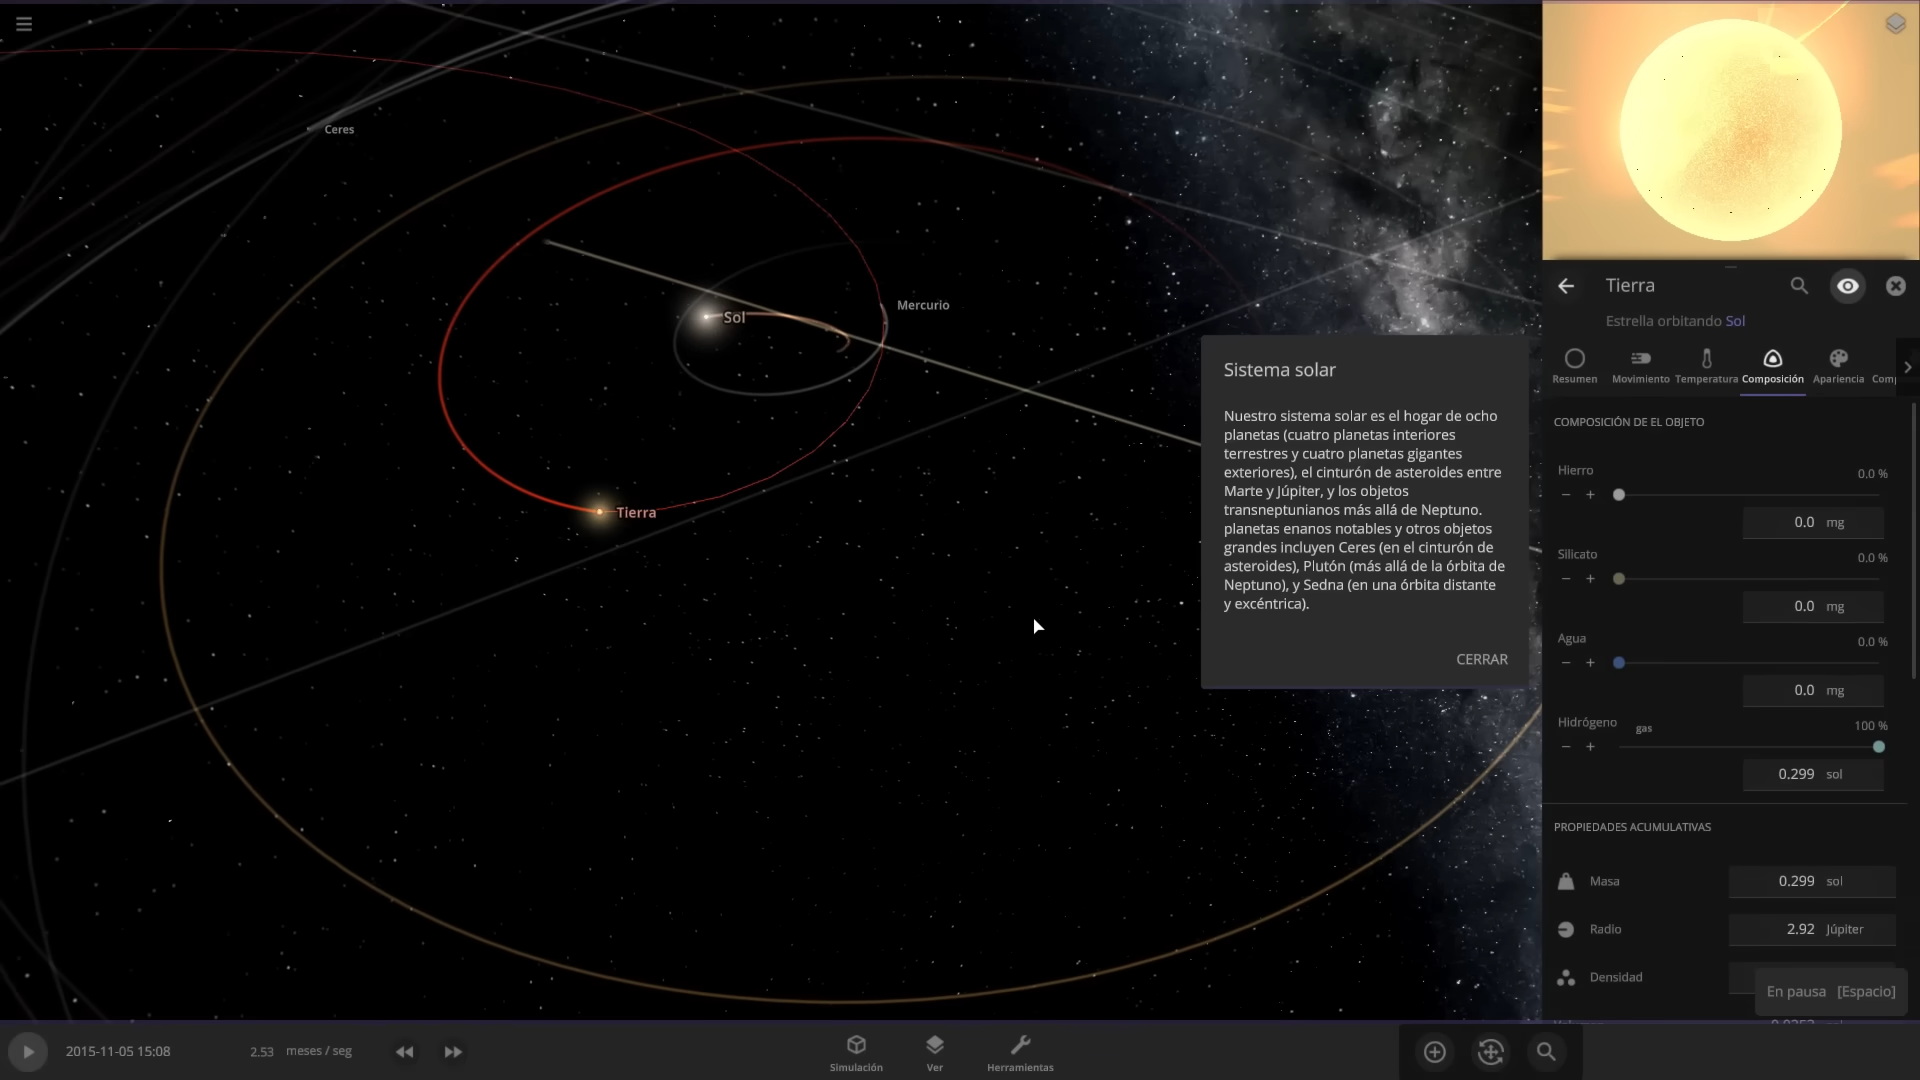 Ceres
Mercurio
Sol
Tierra
Sistema solar
Nuestro sistema solar es el hogar de ocho
planetas (cuatro planetas interiores
terrestres y cuatro planetas gigantes
exteriores), el cinturón de asteroides entre
Marte y Júpiter, y los objetos
transneptunianos más allá de Neptuno.
planetas enanos notables y otros objetos
grandes incluyen Ceres (en el cinturón de
asteroides), Plutón (más allá de la órbita de
Neptuno), y Sedna (en una órbita distante
y excéntrica).
CERRAR
Tierra
Estrella orbitando Sol
Resumen Movimiento Temperatura Composición Apariencia Comp
COMPOSICIÓN DE EL OBJETO
Hierro 0.0 %
0.0 mg
Silicato 0.0 %
0.0 mg
Agua 0.0 %
0.0 mg
Hidrógeno gas 100 %
0.299 sol
PROPIEDADES ACUMULATIVAS
Masa 0.299 sol
Radio 2.92 Júpiter
Densidad
En pausa [Espacio]
2015-11-05 15:08 2.53 meses / seg
Simulación Ver Herramientas